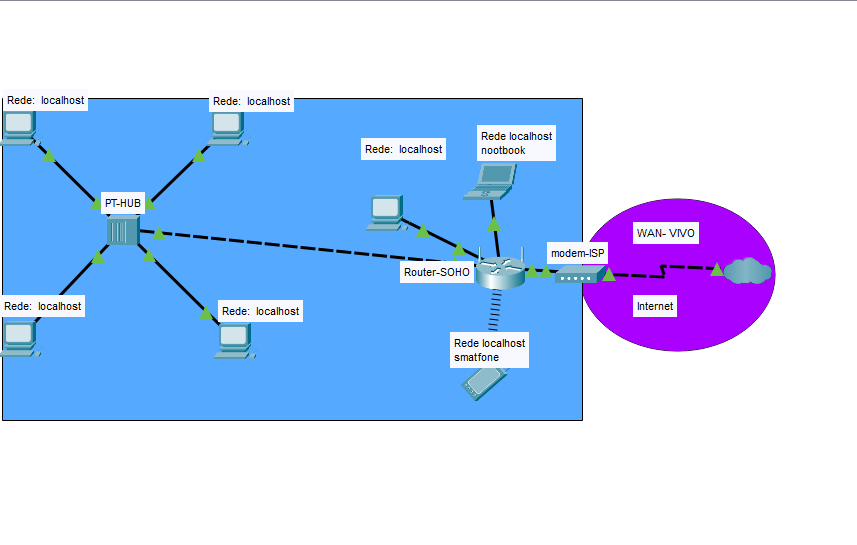 Rede: localhost
Rede: localhost
Rede: localhost
Rede localhost
nootbook
PT-HUB
WAN- VIVO
modem-ISP
Router-SOHO
Rede: localhost
Rede: localhost
Internet
Rede localhost
smatfone